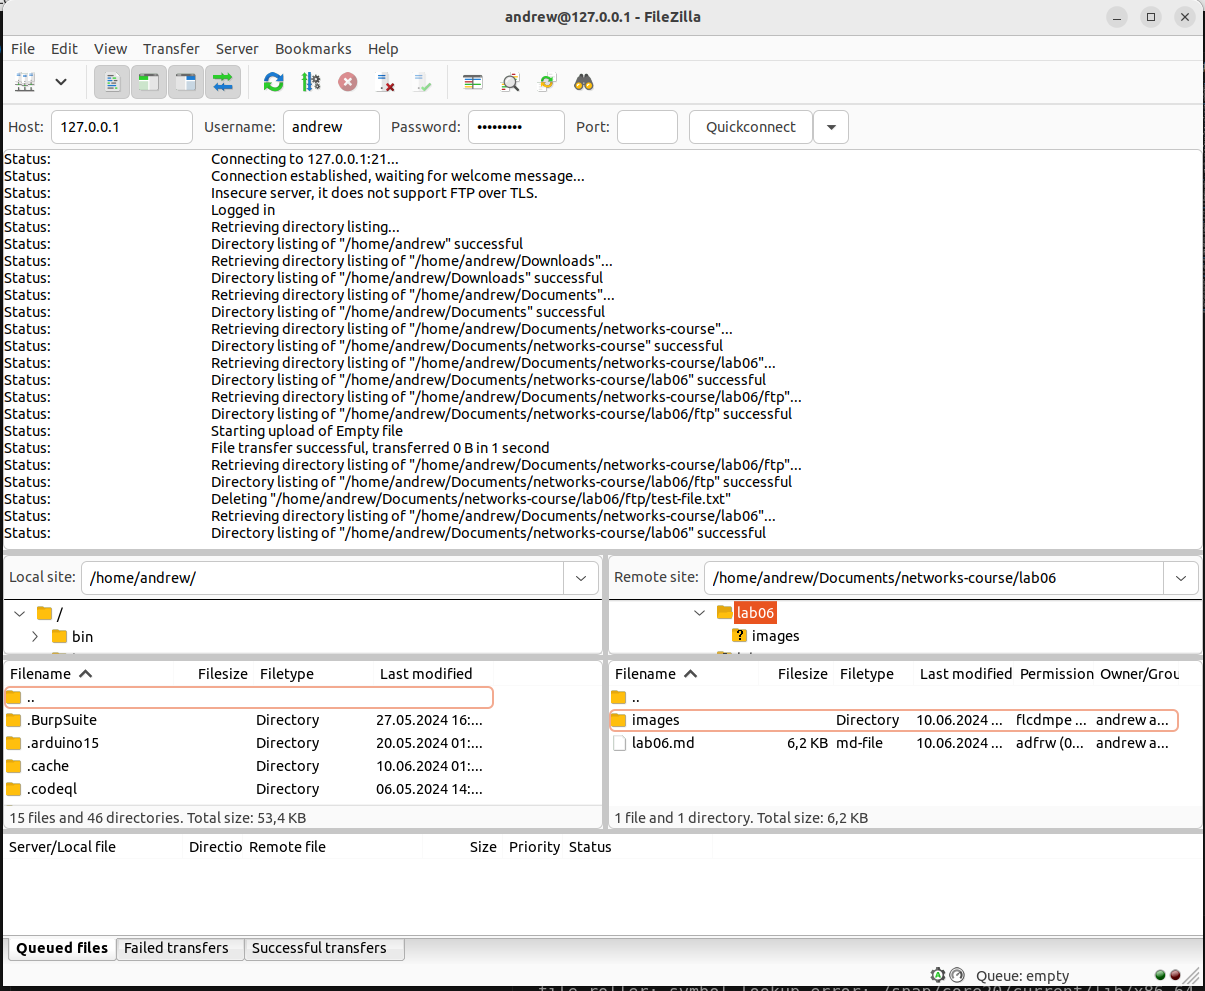 andrew@127.0.0.1 - FileZilla
File Edit View Transfer Server Bookmarks Help
Host: 127.0.0.1 Username: andrew Password: ••••••••• Port: Quickconnect
Status: Connecting to 127.0.0.1:21...
Status: Connection established, waiting for welcome message...
Status: Insecure server, it does not support FTP over TLS.
Status: Logged in
Status: Retrieving directory listing...
Status: Directory listing of "/home/andrew" successful
Status: Retrieving directory listing of "/home/andrew/Downloads"...
Status: Directory listing of "/home/andrew/Downloads" successful
Status: Retrieving directory listing of "/home/andrew/Documents"...
Status: Directory listing of "/home/andrew/Documents" successful
Status: Retrieving directory listing of "/home/andrew/Documents/networks-course"...
Status: Directory listing of "/home/andrew/Documents/networks-course" successful
Status: Retrieving directory listing of "/home/andrew/Documents/networks-course/lab06"...
Status: Directory listing of "/home/andrew/Documents/networks-course/lab06" successful
Status: Retrieving directory listing of "/home/andrew/Documents/networks-course/lab06/ftp"...
Status: Directory listing of "/home/andrew/Documents/networks-course/lab06/ftp" successful
Status: Starting upload of Empty file
Status: File transfer successful, transferred 0 B in 1 second
Status: Retrieving directory listing of "/home/andrew/Documents/networks-course/lab06/ftp"...
Status: Directory listing of "/home/andrew/Documents/networks-course/lab06/ftp" successful
Status: Deleting "/home/andrew/Documents/networks-course/lab06/ftp/test-file.txt"
Status: Retrieving directory listing of "/home/andrew/Documents/networks-course/lab06"...
Status: Directory listing of "/home/andrew/Documents/networks-course/lab06" successful
Local site: /home/andrew/
/
bin
Filename Filesize Filetype Last modified
..
.BurpSuite Directory 27.05.2024 16:...
.arduino15 Directory 20.05.2024 01:...
.cache Directory 10.06.2024 01:...
.codeql Directory 06.05.2024 14:...
15 files and 46 directories. Total size: 53,4 KB
Remote site: /home/andrew/Documents/networks-course/lab06
lab06
images
Filename Filesize Filetype Last modified Permission Owner/Grou
..
images Directory 10.06.2024 ... flcdmpe ... andrew a...
lab06.md 6,2 KB md-file 10.06.2024 ... adfrw (0... andrew a...
1 file and 1 directory. Total size: 6,2 KB
Server/Local file Directio Remote file Size Priority Status
Queued files Failed transfers Successful transfers
Queue: empty